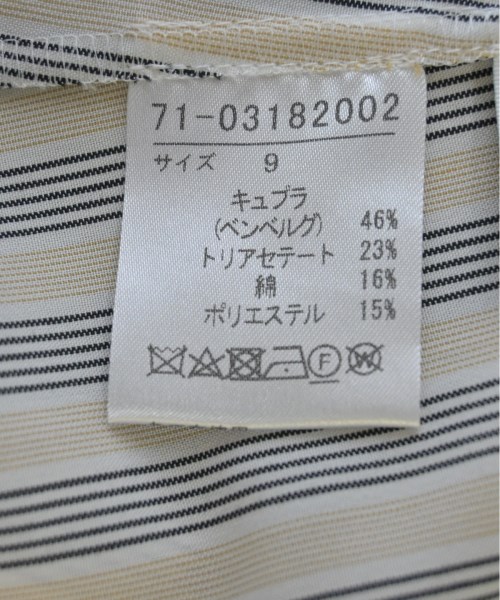 71-03182002
サイズ 9
キュプラ
(ベンベルグ) 46%
トリアセテート 23%
綿 16%
ポリエステル 15%
F W